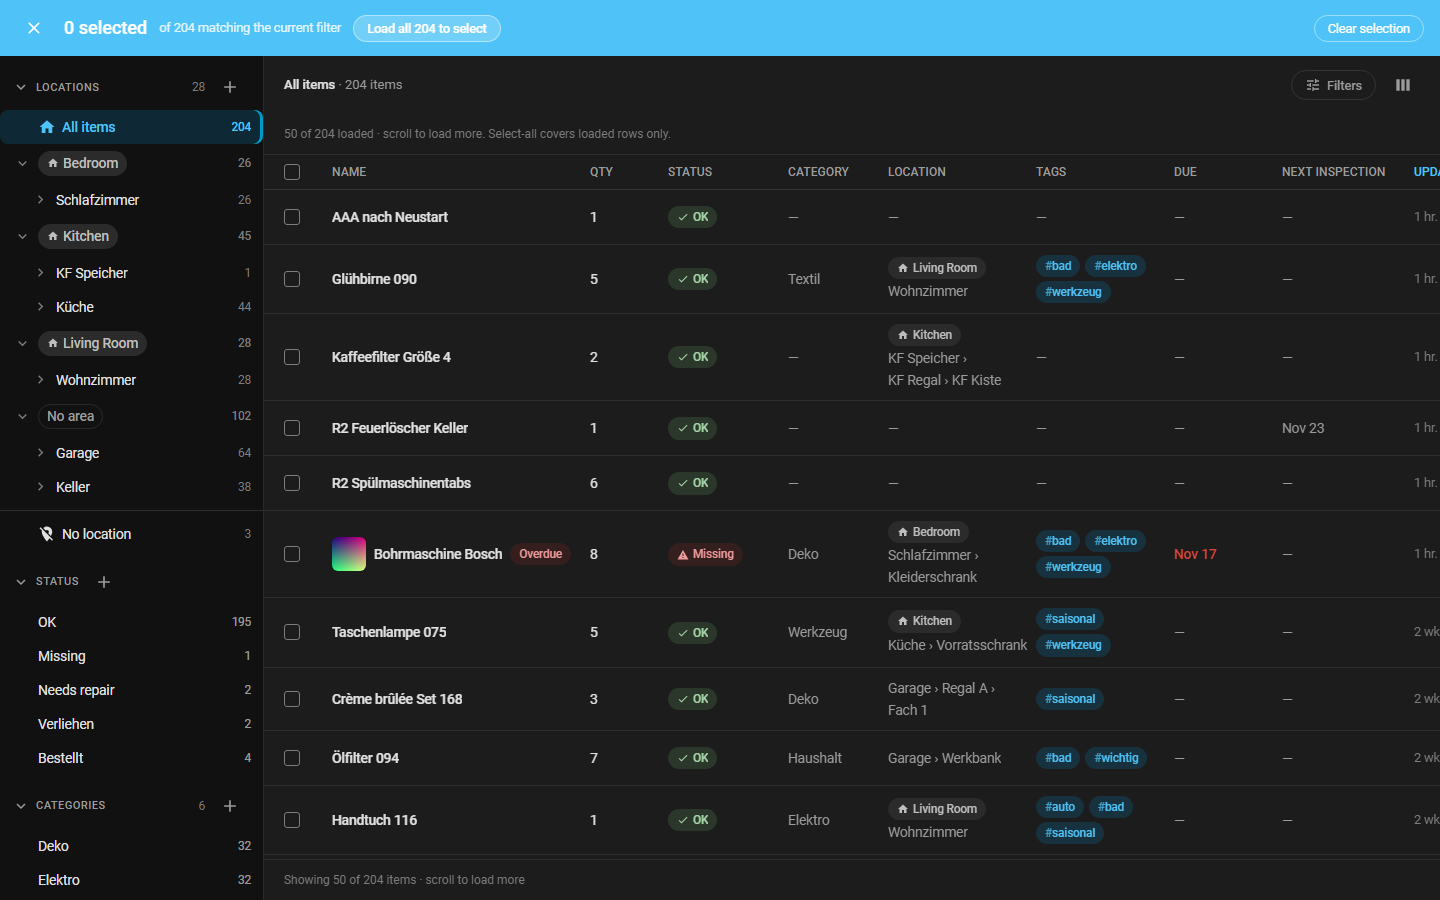 0 selected of 204 matching the current filter Load all 204 to select Clear selection
LOCATIONS 28
All items 204
Bedroom 26
Schlafzimmer 26
Kitchen 45
KF Speicher 1
Küche 44
Living Room 28
Wohnzimmer 28
No area 102
Garage 64
Keller 38
No location 3
STATUS
OK 195
Missing 1
Needs repair 2
Verliehen 2
Bestellt 4
CATEGORIES 6
Deko 32
Elektro 32
All items · 204 items Filters
50 of 204 loaded · scroll to load more. Select-all covers loaded rows only.
NAME QTY STATUS CATEGORY LOCATION TAGS DUE NEXT INSPECTION
AAA nach Neustart 1 OK — — — — — 1 hr.
Glühbirne 090 5 OK Textil Living Room #bad #elektro — — 1 hr.
Wohnzimmer #werkzeug
Kaffeefilter Größe 4 2 OK — Kitchen — — — 1 hr.
KF Speicher ›
KF Regal › KF Kiste
R2 Feuerlöscher Keller 1 OK — — — — Nov 23 1 hr.
R2 Spülmaschinentabs 6 OK — — — — — 1 hr.
Bohrmaschine Bosch Overdue 8 Missing Deko Bedroom #bad #elektro Nov 17 — 1 hr.
Schlafzimmer › #werkzeug
Kleiderschrank
Taschenlampe 075 5 OK Werkzeug Kitchen #saisonal — — 2 wk
Küche › Vorratsschrank #werkzeug
Crème brûlée Set 168 3 OK Deko Garage › Regal A › #saisonal — — 2 wk
Fach 1
Ölfilter 094 7 OK Haushalt Garage › Werkbank #bad #wichtig — — 2 wk
Handtuch 116 1 OK Elektro Living Room #auto #bad — — 2 wk
Wohnzimmer #saisonal
Showing 50 of 204 items · scroll to load more